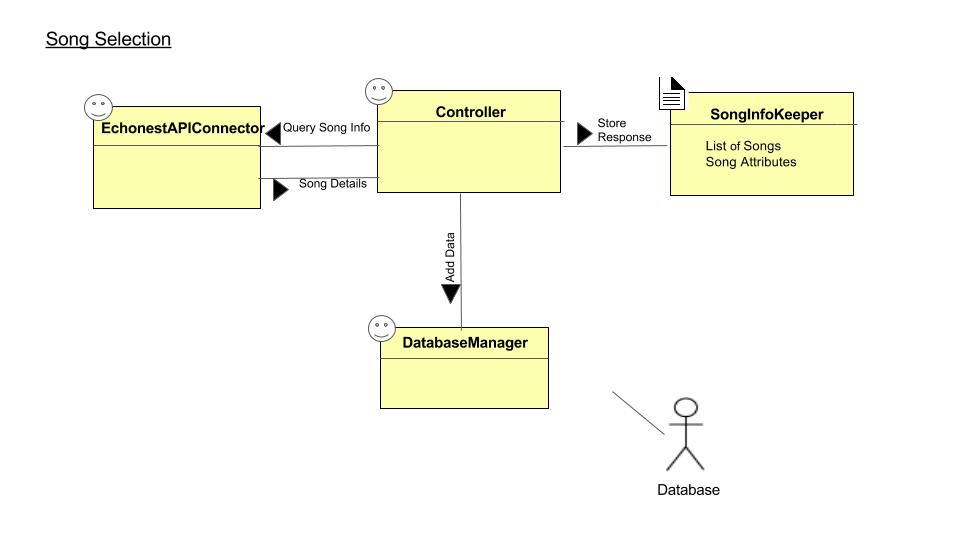 Song Selection
EchonestAPIConnector
Query Song Info
Song Details
Controller
Store
Response
SongInfoKeeper
List of Songs
Song Attributes
Add Data
DatabaseManager
Database